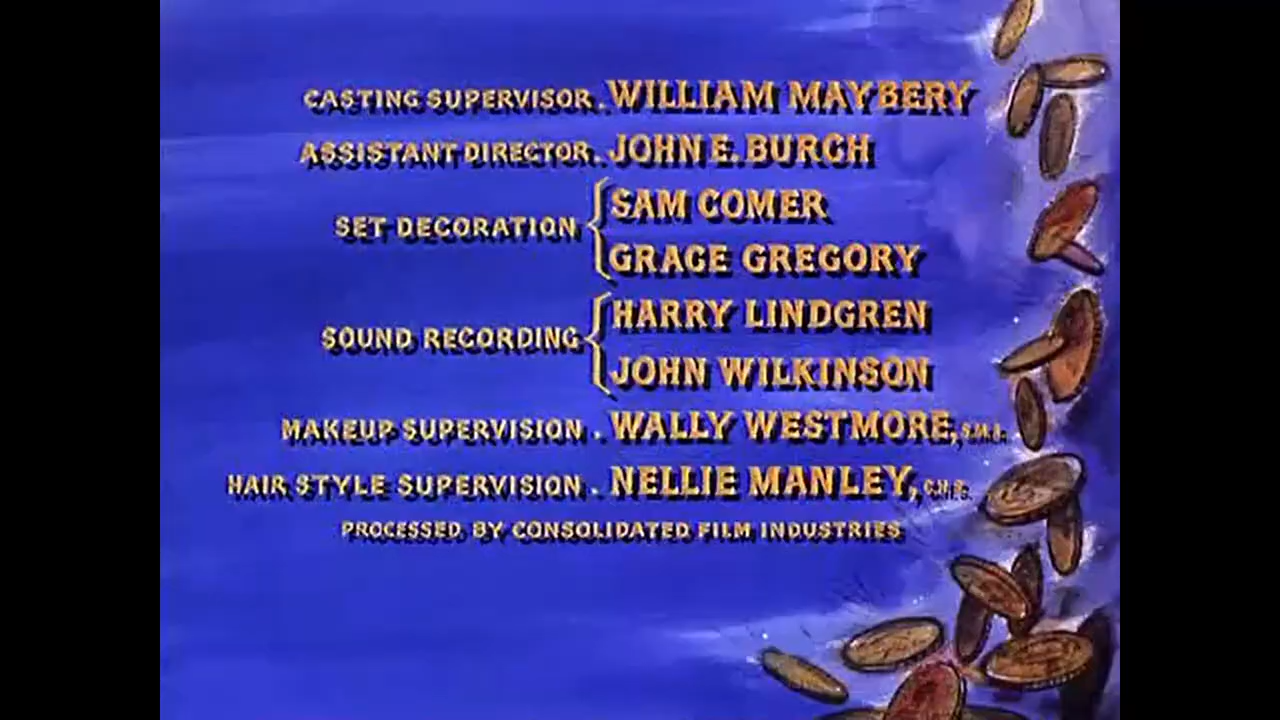 CASTING SUPERVISOR . WILLIAM MAYBERY
ASSISTANT DIRECTOR . JOHN E. BURCH
SET DECORATION { SAM COMER
GRACE GREGORY
SOUND RECORDING { HARRY LINDGREN
JOHN WILKINSON
MAKEUP SUPERVISION . WALLY WESTMORE, S.M.A.
HAIR STYLE SUPERVISION . NELLIE MANLEY, C.H.S.
PROCESSED BY CONSOLIDATED FILM INDUSTRIES